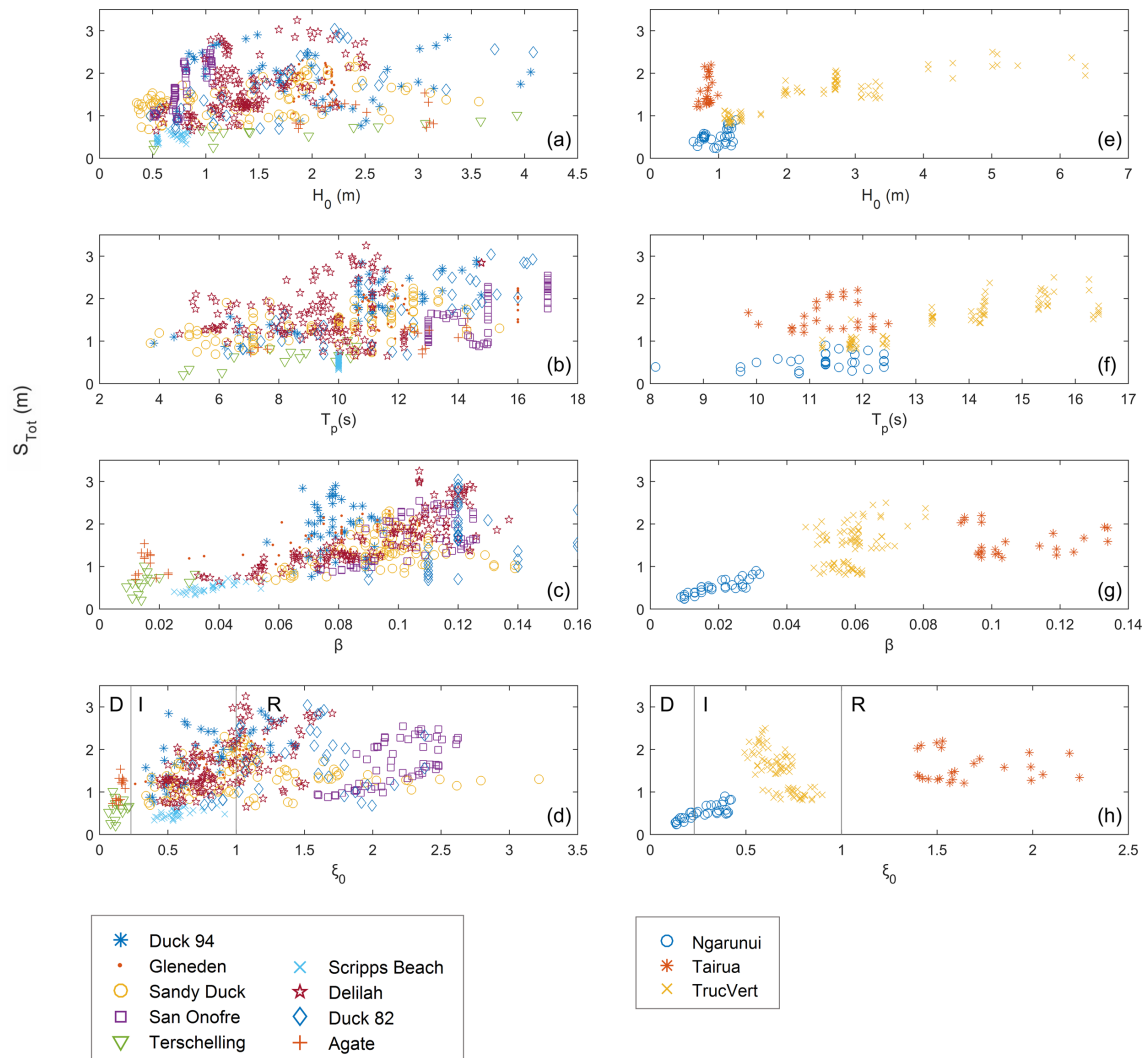 3
2
1
0
0
0.5
1
1.5
2
2.5
3
3.5
4
4.5
H0 (m)
(a)
3
2
1
0
0
1
2
3
4
5
6
7
H0 (m)
(e)
3
2
1
0
2
4
6
8
10
12
14
16
18
Tp(s)
(b)
3
2
1
0
8
9
10
11
12
13
14
15
16
17
Tp(s)
(f)
STot (m)
3
2
1
0
0
0.02
0.04
0.06
0.08
0.1
0.12
0.14
0.16
β
(c)
3
2
1
0
0
0.02
0.04
0.06
0.08
0.1
0.12
0.14
β
(g)
D
I
R
3
2
1
0
0
0.5
1
1.5
2
2.5
3
3.5
ξ0
(d)
D
I
R
3
2
1
0
0
0.5
1
1.5
2
2.5
ξ0
(h)
Duck 94
Gleneden
Sandy Duck
San Onofre
Terschelling
Scripps Beach
Delilah
Duck 82
Agate
Ngarunui
Tairua
TrucVert